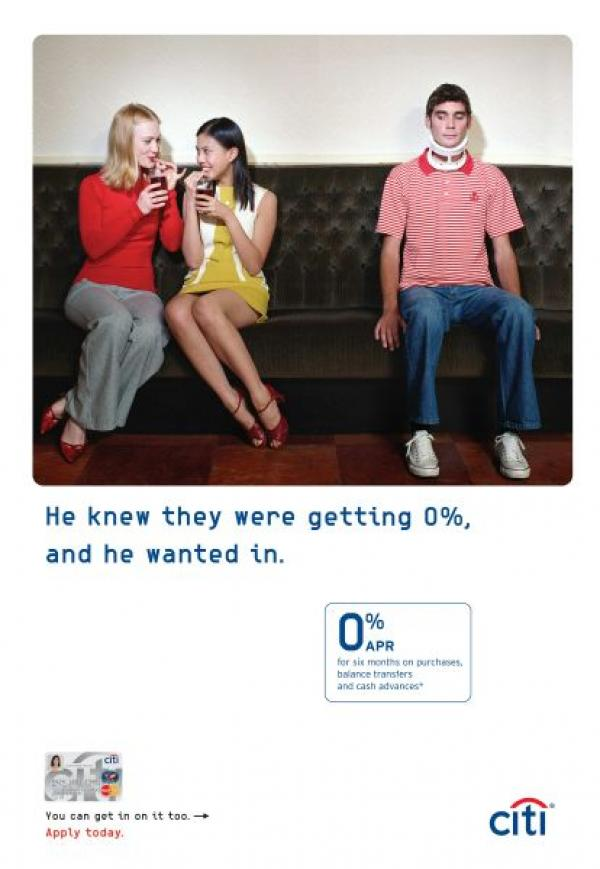 He knew they were getting 0%,
and he wanted in.
0%
APR
for six months on purchases,
balance transfers
and cash advances*
citi
You can get in on it too. →
Apply today.
citi®